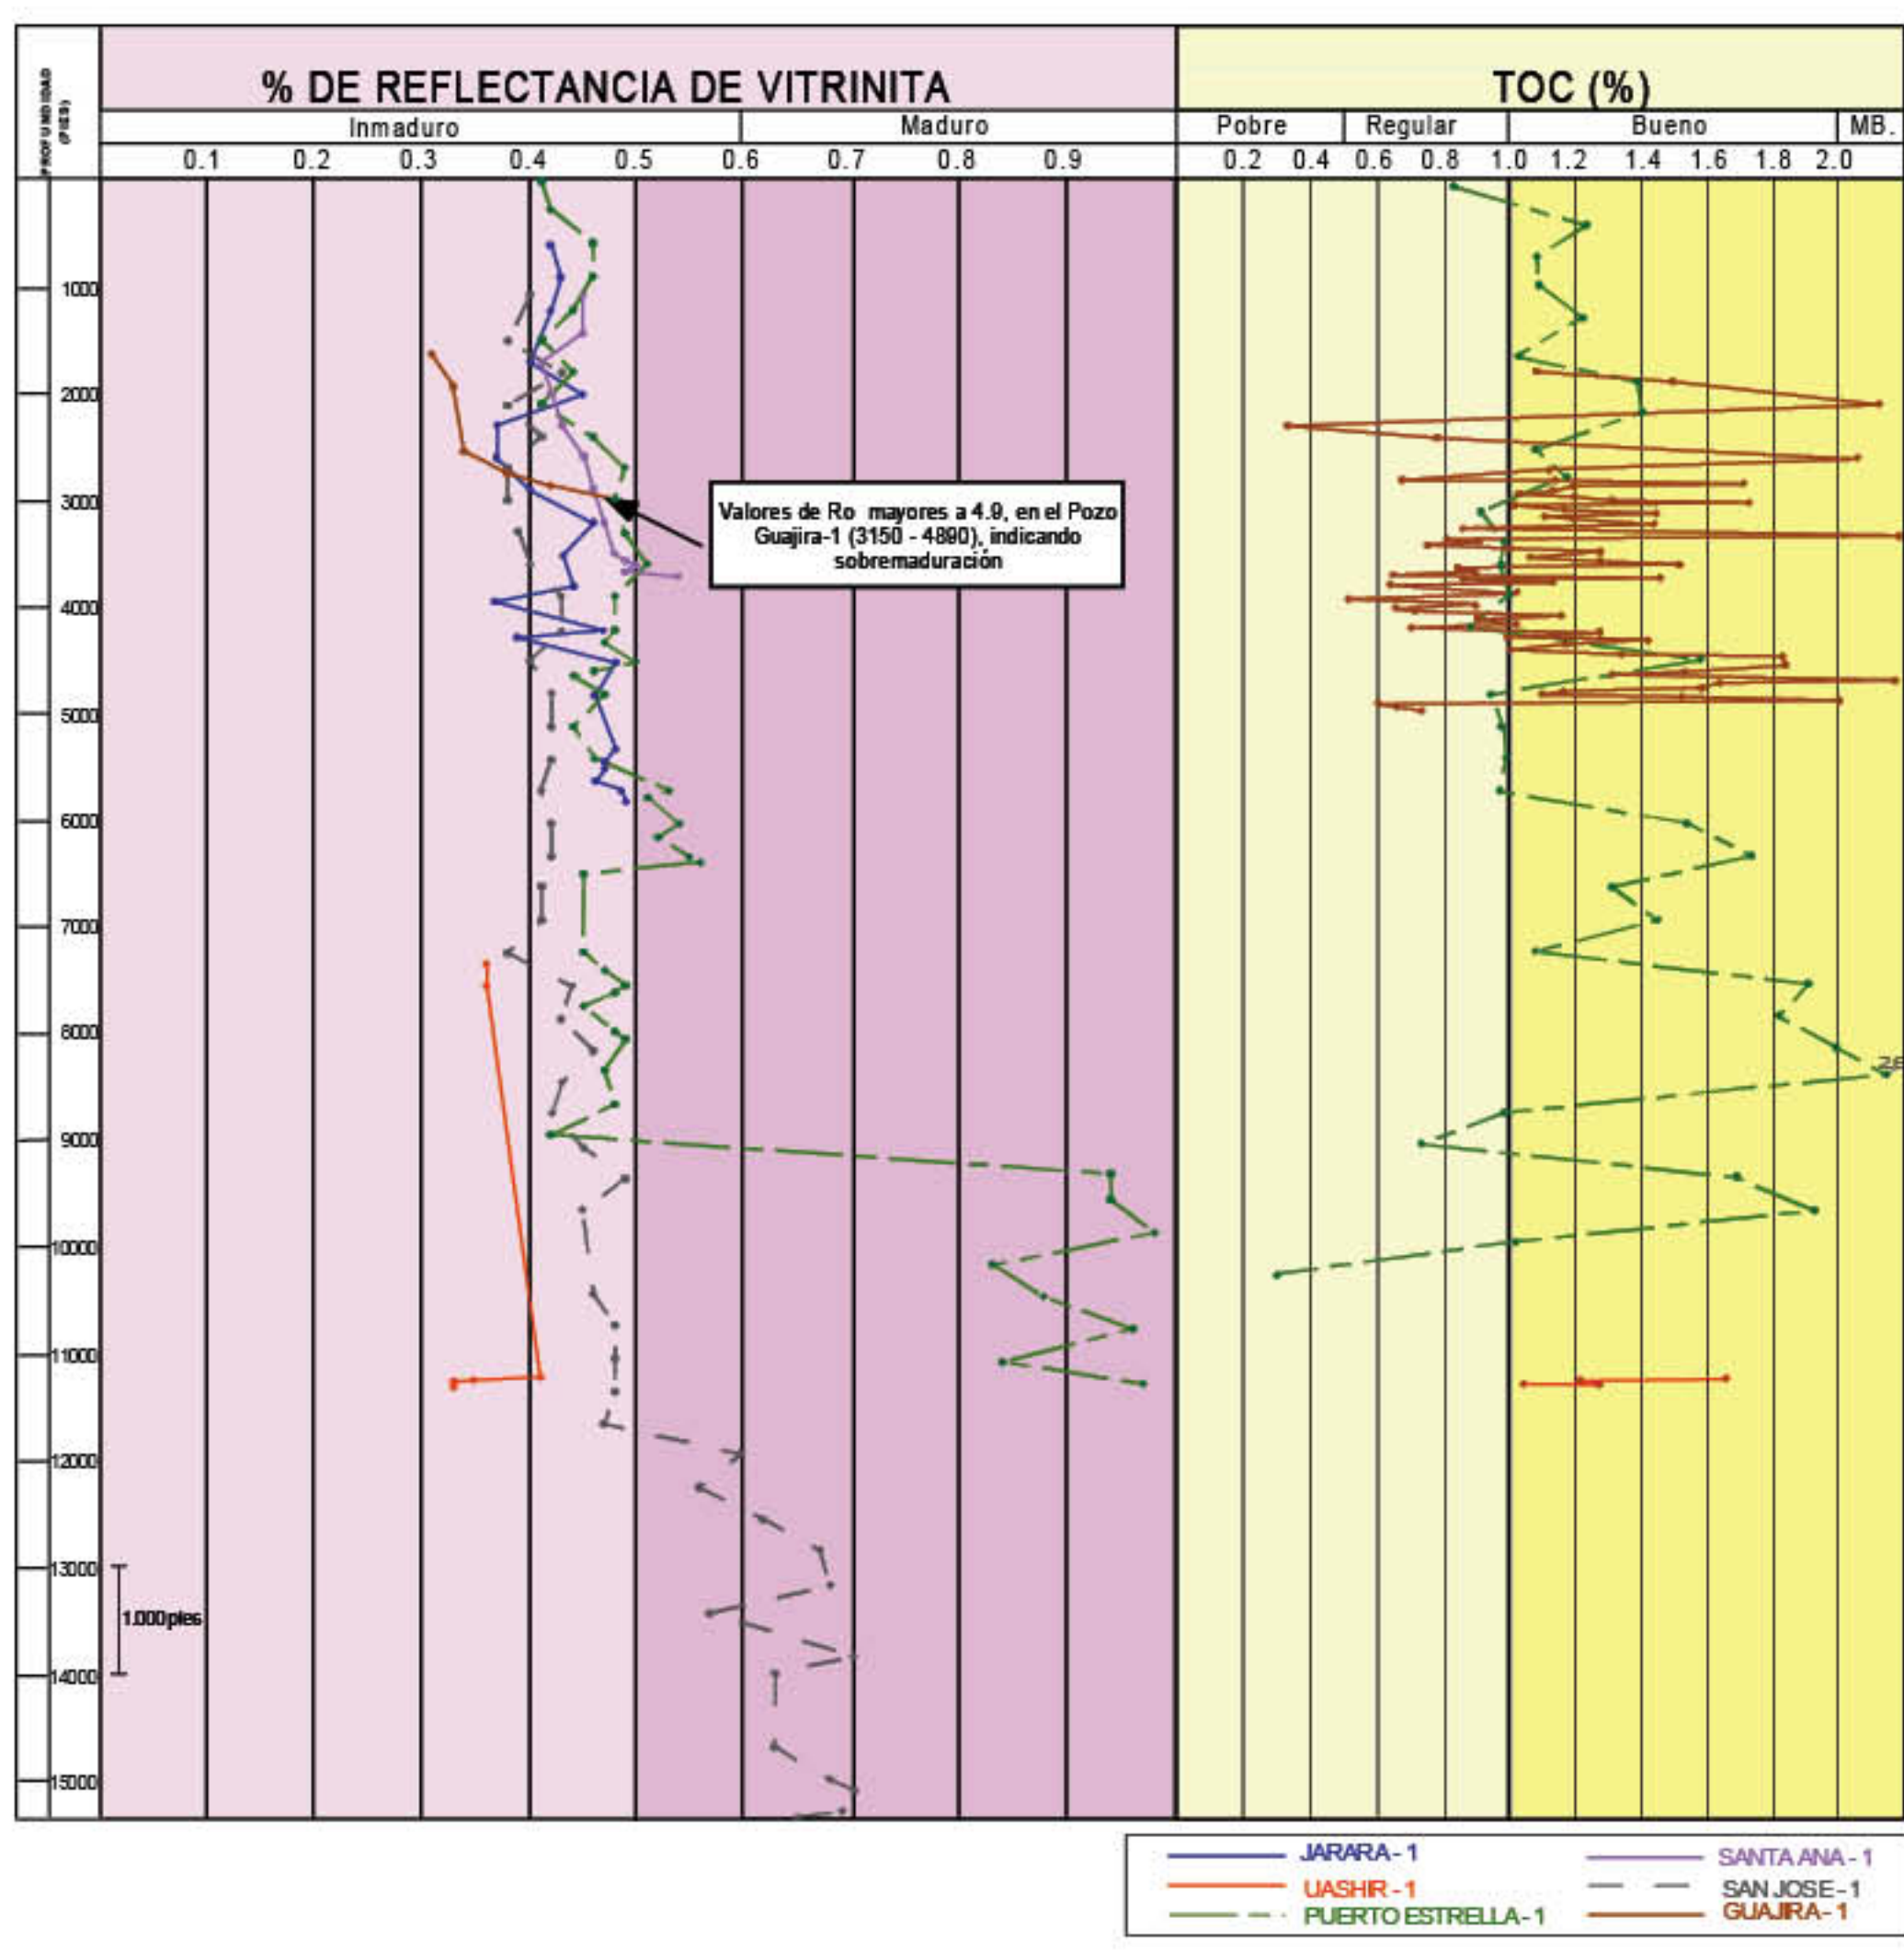 PROFUNDIDAD
(PIES)
% DE REFLECTANCIA DE VITRINITA
TOC (%)
Inmaduro Maduro
Pobre Regular Bueno MB.
0.1 0.2 0.3 0.4 0.5 0.6 0.7 0.8 0.9
0.2 0.4 0.6 0.8 1.0 1.2 1.4 1.6 1.8 2.0
1000
2000
3000
4000
5000
6000
7000
8000
9000
10000
11000
12000
13000
14000
15000
Valores de Ro mayores a 4.9, en el Pozo
Guajira-1 (3150 - 4890), indicando
sobremaduración
1.000pies
JARARA - 1
UASHIR - 1
PUERTO ESTRELLA - 1
SANTA ANA - 1
SAN JOSE - 1
GUAJIRA - 1